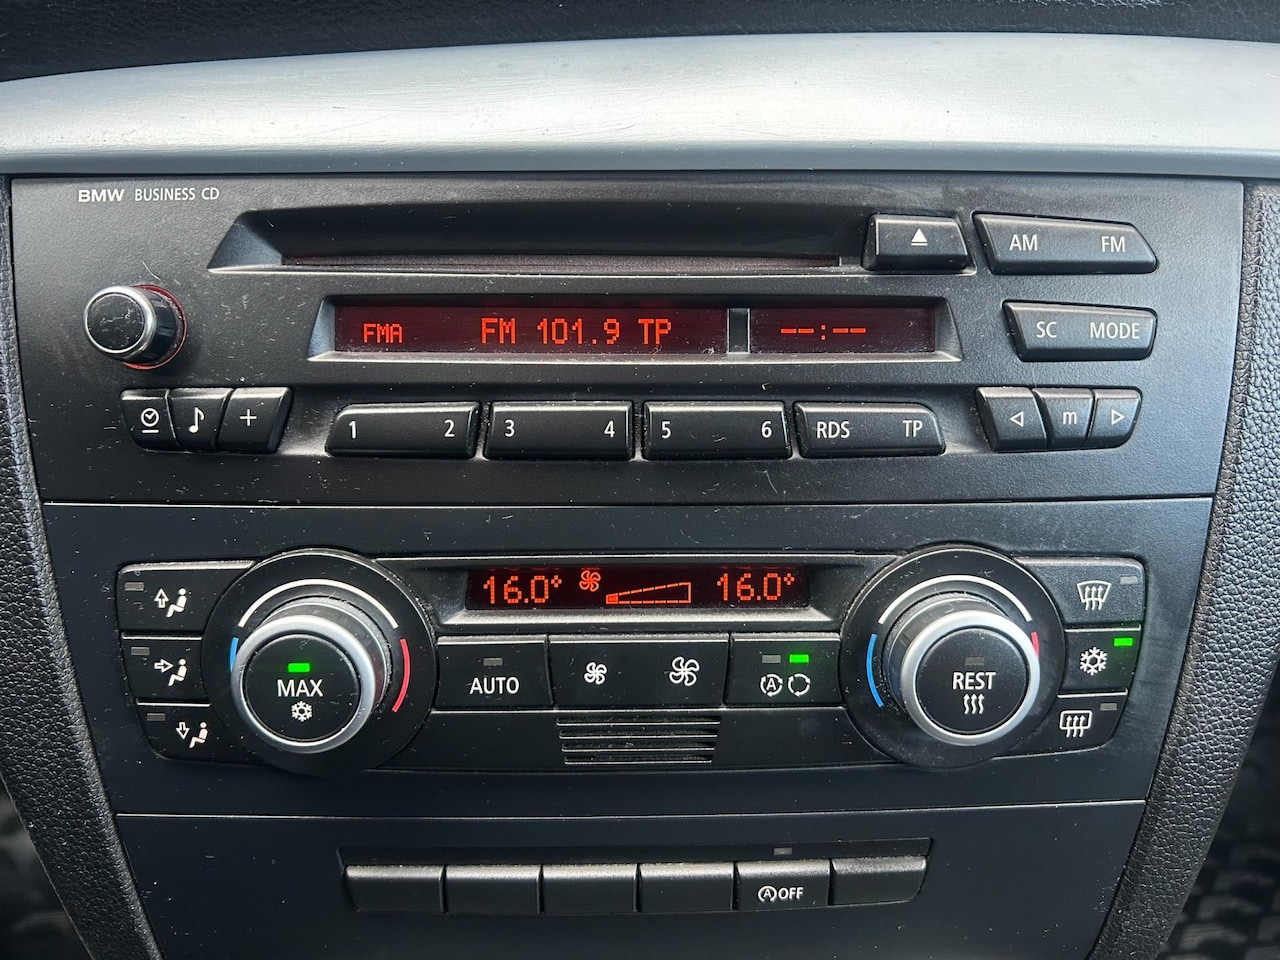 BMW BUSINESS CD
AM FM
FMA FM 101.9 TP --:--
SC MODE
+ 1 2 3 4 5 6 RDS TP m
16.0° 16.0°
MAX AUTO A REST
A OFF